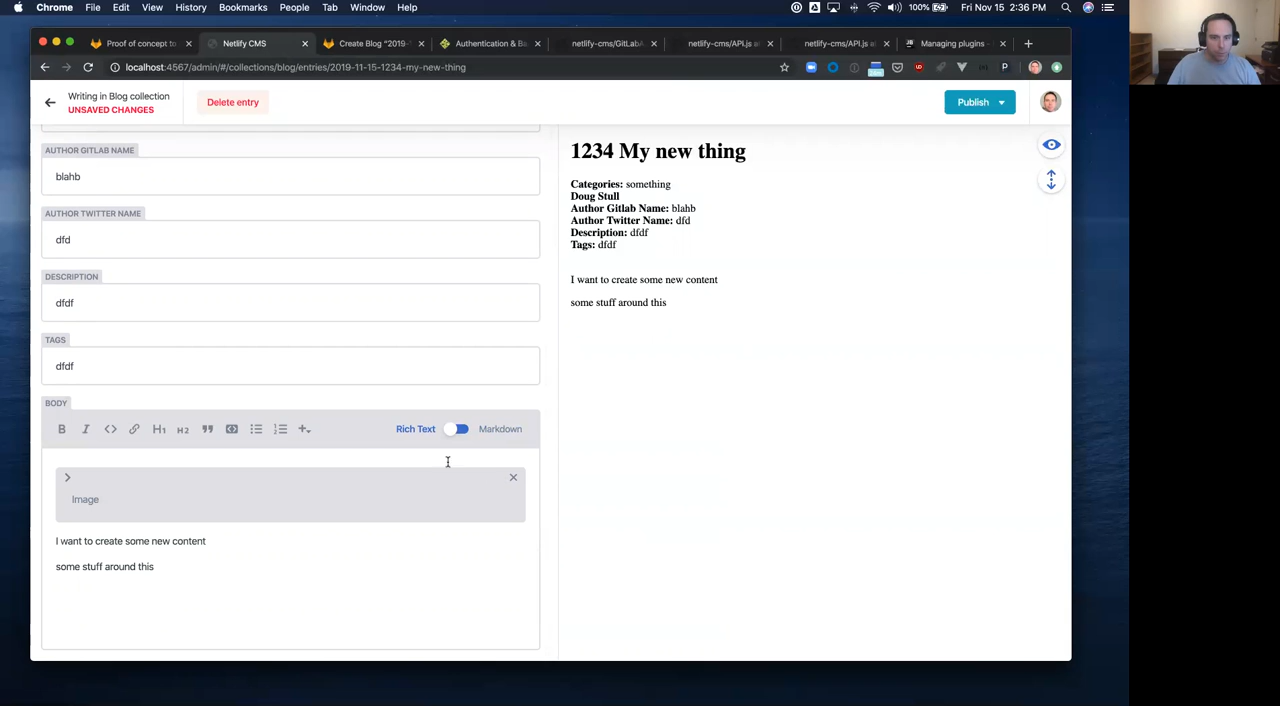 Chrome File Edit View History Bookmarks People Tab Window Help 100% Fri Nov 15 2:36 PM
Proof of concept to Netlify CMS Create Blog "2019- Authentication & Ba netlify-cms/GitLab netlify-cms/API.js a netlify-cms/API.js a Managing plugins -
localhost:4567/admin/#/collections/blog/entries/2019-11-15-1234-my-new-thing
Writing in Blog collection
UNSAVED CHANGES
Delete entry
Publish
AUTHOR GITLAB NAME
blahb
AUTHOR TWITTER NAME
dfd
DESCRIPTION
dfdf
TAGS
dfdf
BODY
B I <> H1 H2 Rich Text Markdown
Image
I want to create some new content
some stuff around this
1234 My new thing
Categories: something
Doug Stull
Author Gitlab Name: blahb
Author Twitter Name: dfd
Description: dfdf
Tags: dfdf
I want to create some new content
some stuff around this